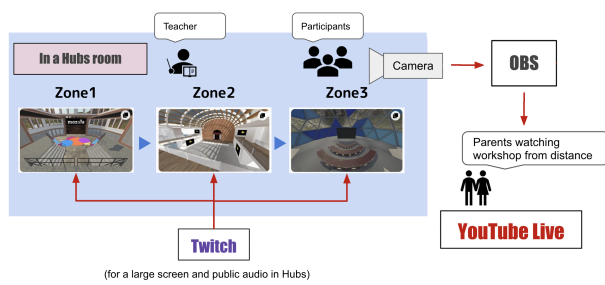 Teacher
Participants
In a Hubs room
Camera
OBS
Zone1
Zone2
Zone3
mozilla
Parents watching
workshop from distance
YouTube Live
Twitch
(for a large screen and public audio in Hubs)